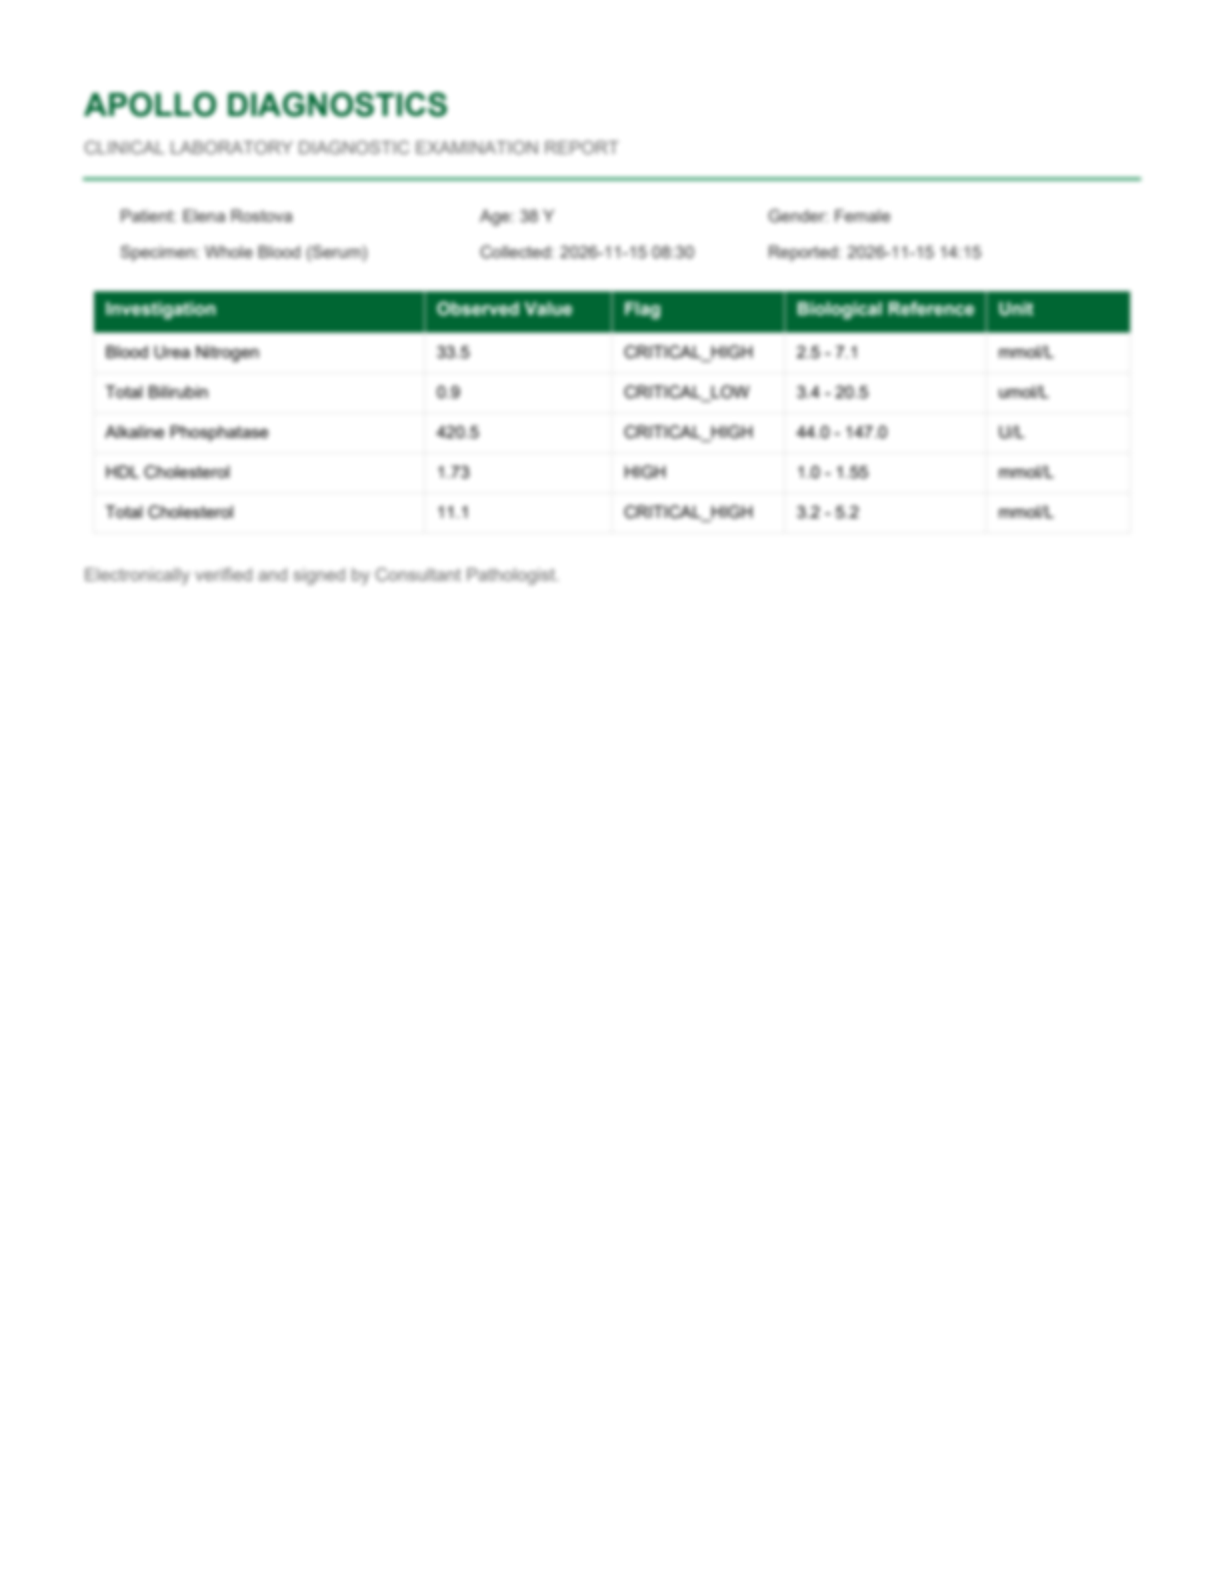 APOLLO DIAGNOSTICS
CLINICAL LABORATORY DIAGNOSTIC EXAMINATION REPORT
Patient: Elena Rostova Age: 38 Y Gender: Female
Specimen: Whole Blood (Serum) Collected: 2026-11-15 08:30 Reported: 2026-11-15 14:15
Investigation Observed Value Flag Biological Reference Unit
Blood Urea Nitrogen 33.5 CRITICAL_HIGH 2.5 - 7.1 mmol/L
Total Bilirubin 0.9 CRITICAL_LOW 3.4 - 20.5 umol/L
Alkaline Phosphatase 420.5 CRITICAL_HIGH 44.0 - 147.0 U/L
HDL Cholesterol 1.73 HIGH 1.0 - 1.55 mmol/L
Total Cholesterol 11.1 CRITICAL_HIGH 3.2 - 5.2 mmol/L
Electronically verified and signed by Consultant Pathologist.